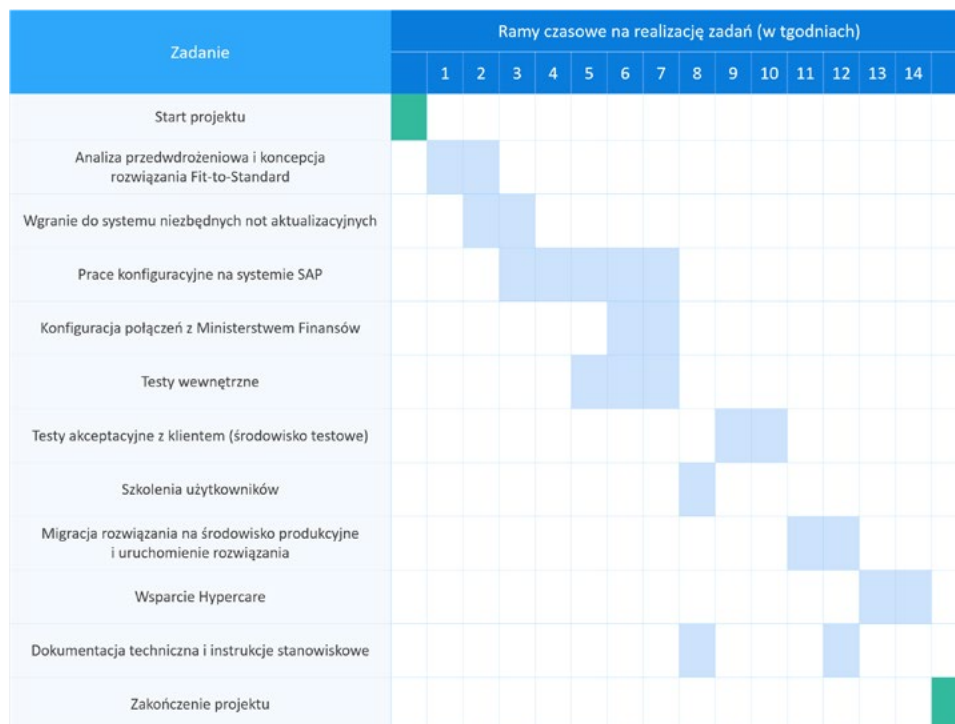 Zadanie
Ramy czasowe na realizację zadań (w tgodniach)
1 2 3 4 5 6 7 8 9 10 11 12 13 14
Start projektu
Analiza przedwdrożeniowa i koncepcja
rozwiązania Fit-to-Standard
Wgranie do systemu niezbędnych not aktualizacyjnych
Prace konfiguracyjne na systemie SAP
Konfiguracja połączeń z Ministerstwem Finansów
Testy wewnętrzne
Testy akceptacyjne z klientem (środowisko testowe)
Szkolenia użytkowników
Migracja rozwiązania na środowisko produkcyjne
i uruchomienie rozwiązania
Wsparcie Hypercare
Dokumentacja techniczna i instrukcje stanowiskowe
Zakończenie projektu